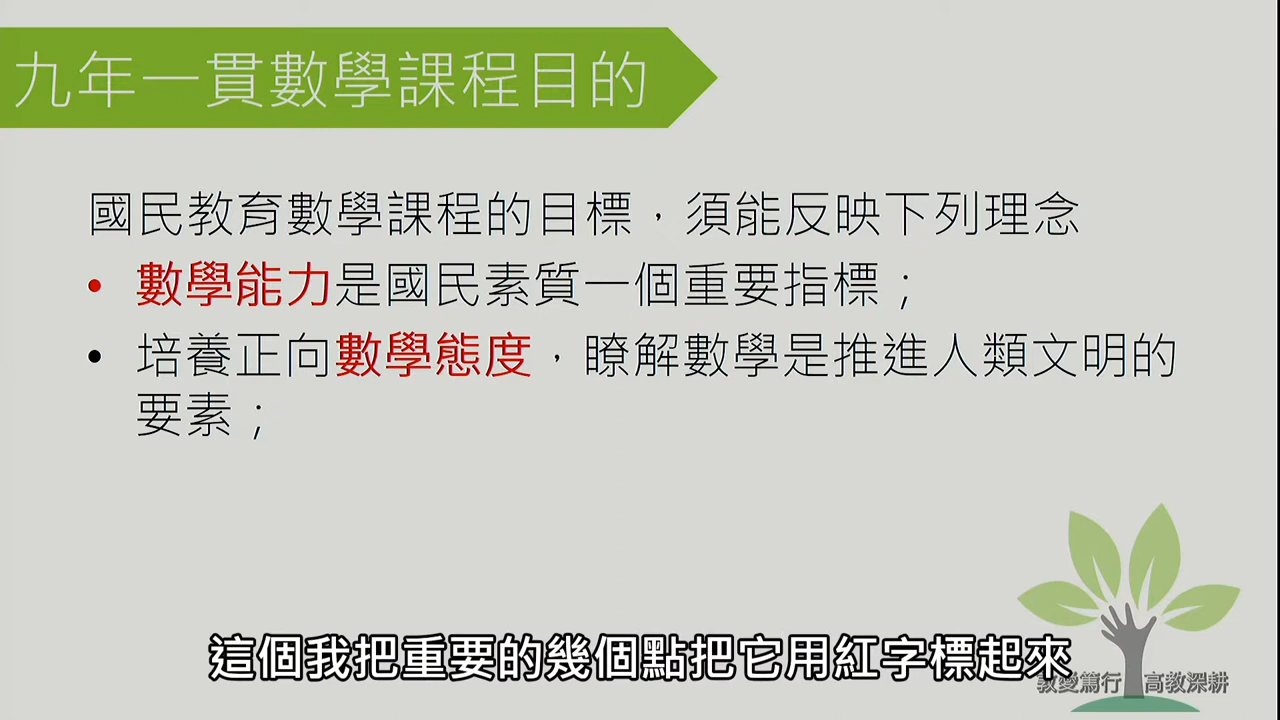 九年一貫數學課程目的
國民教育數學課程的目標，須能反映下列理念
• 數學能力是國民素質一個重要指標；
• 培養正向數學態度，瞭解數學是推進人類文明的
要素；
這個我把重要的幾個點把它用紅字標起來
教愛篤行 高教深耕